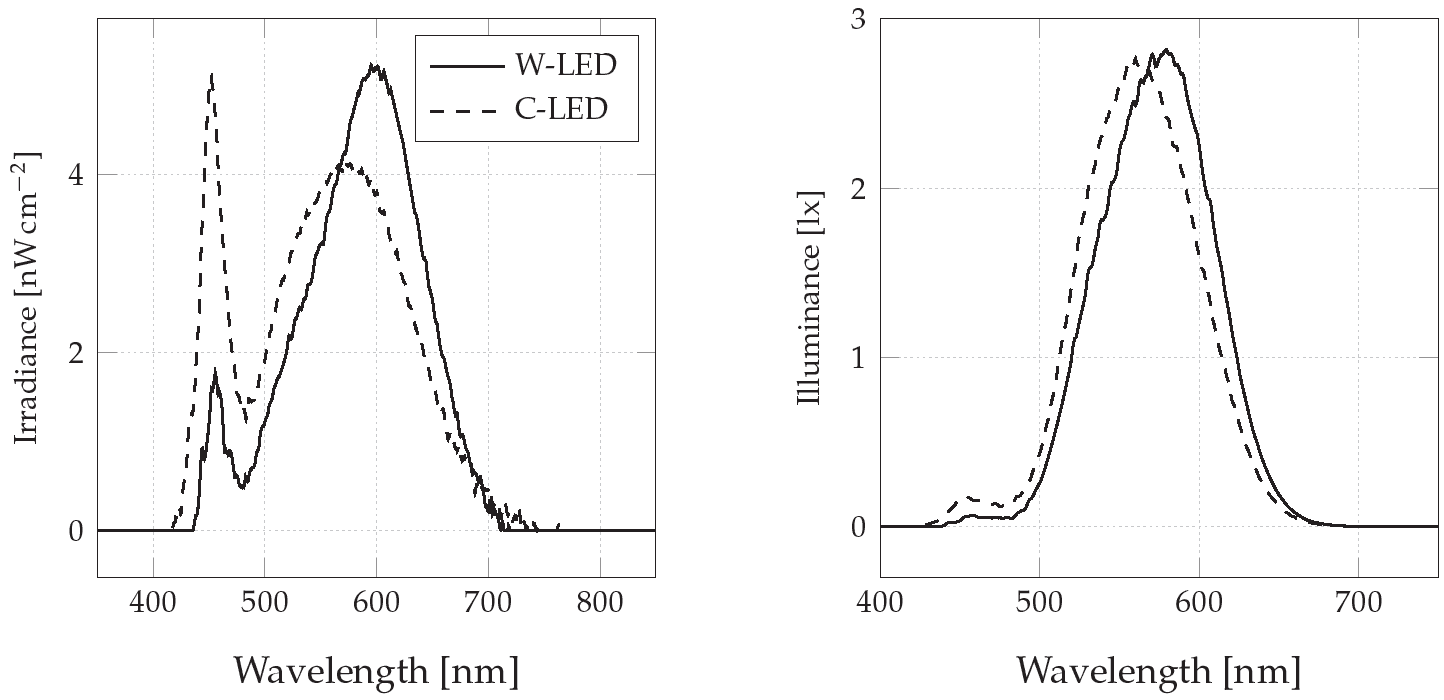 W-LED
C-LED
Irradiance [nW cm⁻²]
4
2
0
400 500 600 700 800
Wavelength [nm]
Illuminance [lx]
3
2
1
0
400 500 600 700
Wavelength [nm]